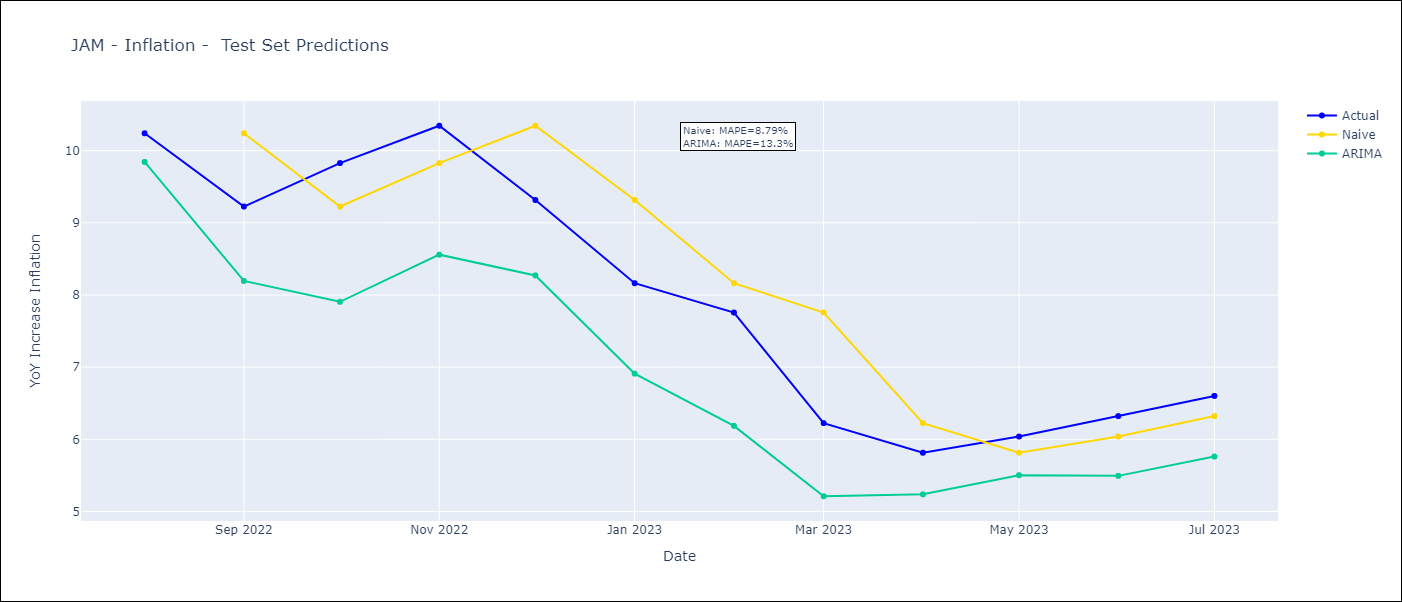 JAM - Inflation -  Test Set Predictions
Actual
Naive
ARIMA
Naive: MAPE=8.79%
ARIMA: MAPE=13.3%
YoY Increase Inflation
10
9
8
7
6
5
Sep 2022
Nov 2022
Jan 2023
Mar 2023
May 2023
Jul 2023
Date